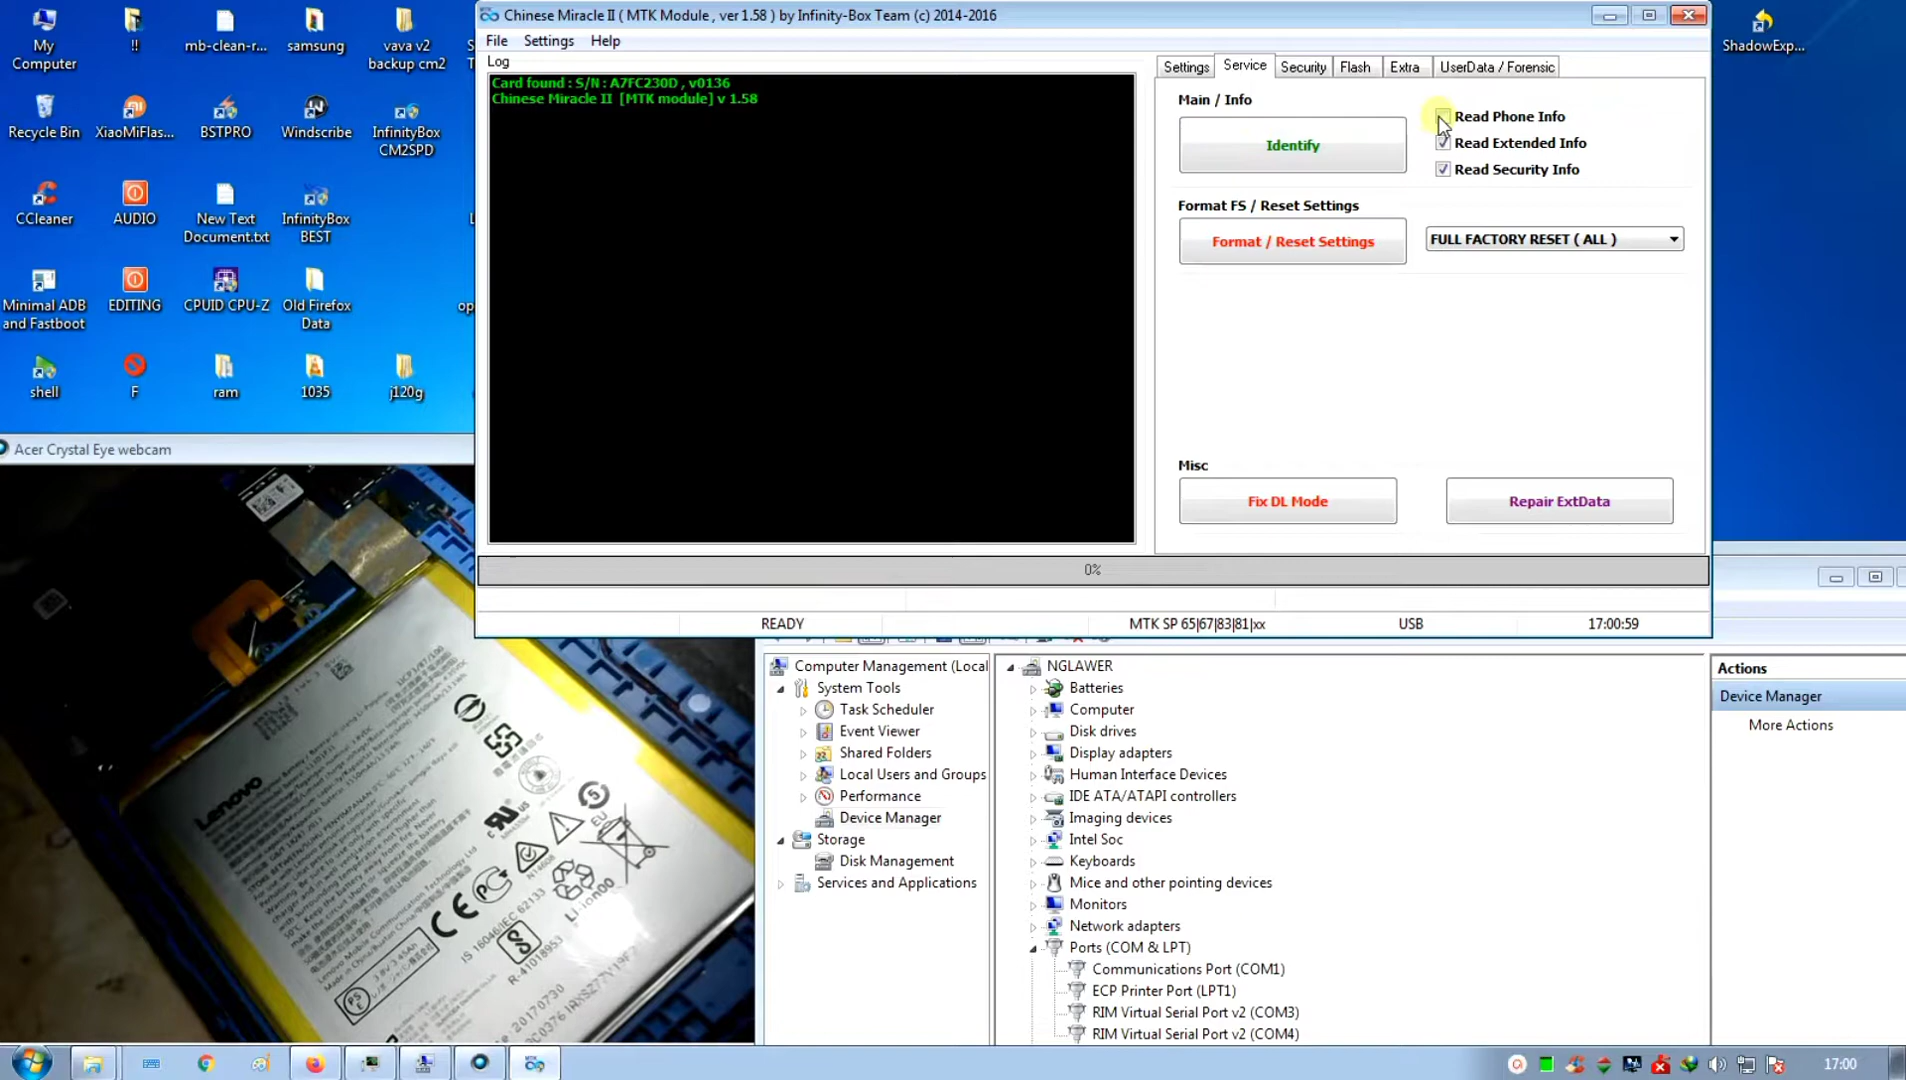 Chinese Miracle II ( MTK Module , ver 1.58 ) by Infinity-Box Team (c) 2014-2016
File Settings Help
Log
Card found : S/N : A7FC230D , v0136
Chinese Miracle II [MTK module] v 1.58
Settings Service Security Flash Extra UserData / Forensic
Main / Info
Identify
Read Phone Info
Read Extended Info
Read Security Info
Format FS / Reset Settings
Format / Reset Settings
FULL FACTORY RESET ( ALL )
Misc
Fix DL Mode
Repair ExtData
0%
READY MTK SP 65|67|83|81|xx USB 17:00:59
My Computer
!!
mb-clean-r...
samsung
vava v2 backup cm2
Recycle Bin
XiaoMiFlas...
BSTPRO
Windscribe
InfinityBox CM2SPD
CCleaner
AUDIO
New Text Document.txt
InfinityBox BEST
Minimal ADB and Fastboot
EDITING
CPUID CPU-Z
Old Firefox Data
shell
F
ram
1035
j120g
ShadowExp...
Acer Crystal Eye webcam
Lenovo
IS 16046/IEC 62133
R-41018953
Li-ion00
20170730
Computer Management (Local
System Tools
Task Scheduler
Event Viewer
Shared Folders
Local Users and Groups
Performance
Device Manager
Storage
Disk Management
Services and Applications
NGLAWER
Batteries
Computer
Disk drives
Display adapters
Human Interface Devices
IDE ATA/ATAPI controllers
Imaging devices
Intel Soc
Keyboards
Mice and other pointing devices
Monitors
Network adapters
Ports (COM & LPT)
Communications Port (COM1)
ECP Printer Port (LPT1)
RIM Virtual Serial Port v2 (COM3)
RIM Virtual Serial Port v2 (COM4)
Actions
Device Manager
More Actions
17:00